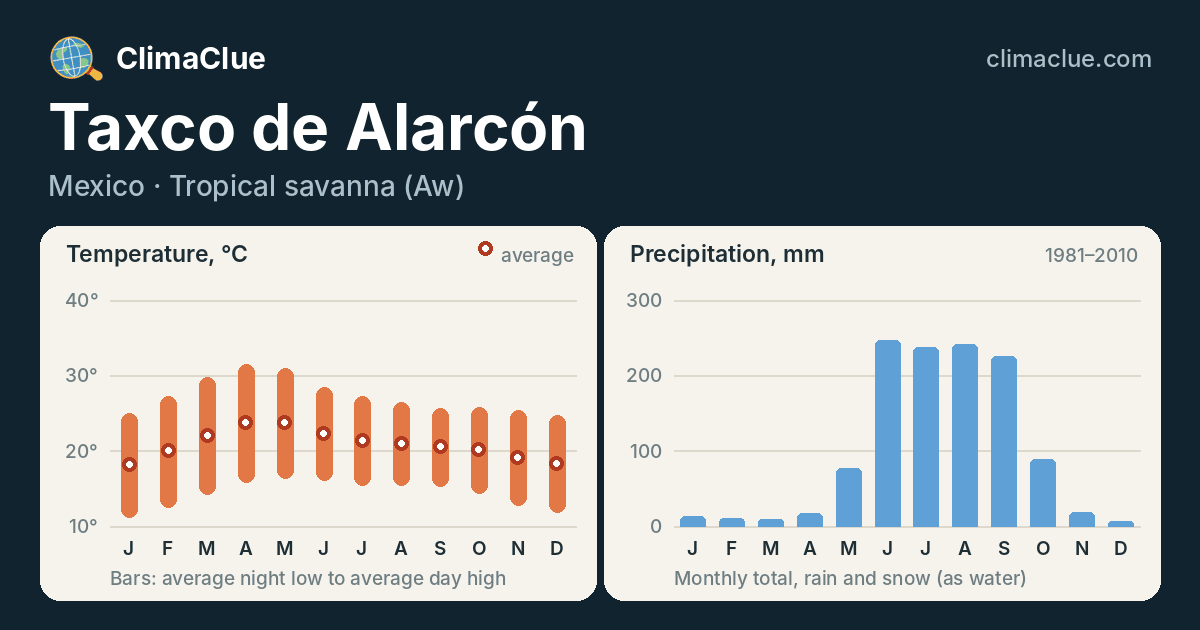 ClimaClue
climaclue.com
Taxco de Alarcón
Mexico · Tropical savanna (Aw)
Temperature, °C
average
40°
30°
20°
10°
J F M A M J J A S O N D
Bars: average night low to average day high
Precipitation, mm
1981–2010
300
200
100
0
J F M A M J J A S O N D
Monthly total, rain and snow (as water)